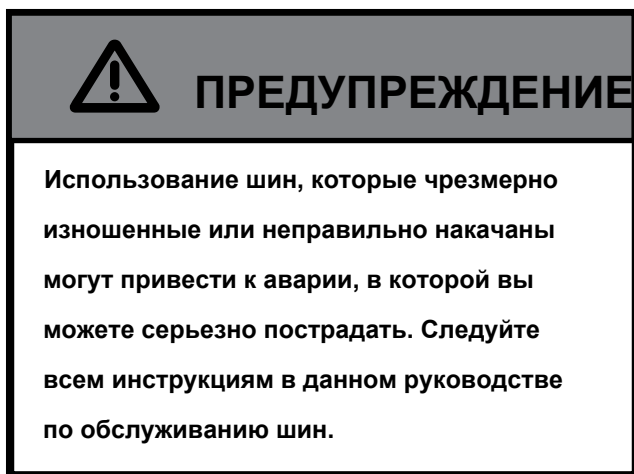 ПРЕДУПРЕЖДЕНИЕ
Использование шин, которые чрезмерно
изношенные или неправильно накачаны
могут привести к аварии, в которой вы
можете серьезно пострадать. Следуйте
всем инструкциям в данном руководстве
по обслуживанию шин.